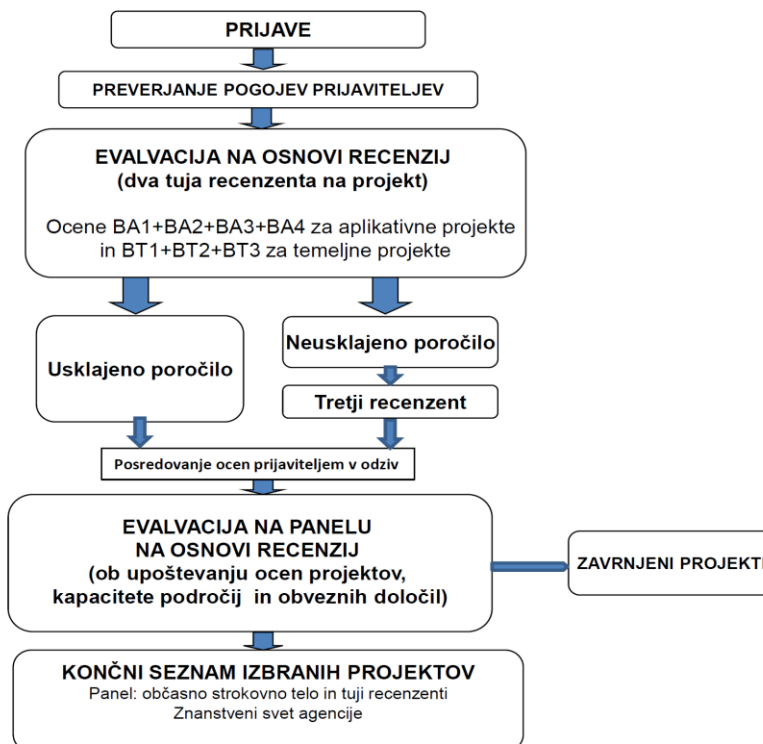 PRIJAVE
PREVERJANJE POGOJEV PRIJAVITELJEV
EVALVACIJA NA OSNOVI RECENZIJ
(dva tuja recenzenta na projekt)
Ocene BA1+BA2+BA3+BA4 za aplikativne projekte
in BT1+BT2+BT3 za temeljne projekte
Usklajeno poročilo
Neusklajeno poročilo
Tretji recenzent
Posredovanje ocen prijaviteljem v odziv
EVALVACIJA NA PANELU
NA OSNOVI RECENZIJ
(ob upoštevanju ocen projektov,
kapacitete področij in obveznih določil)
ZAVRNJENI PROJEKTI
KONČNI SEZNAM IZBRANIH PROJEKTOV
Panel: občasno strokovno telo in tuji recenzenti
Znanstveni svet agencije